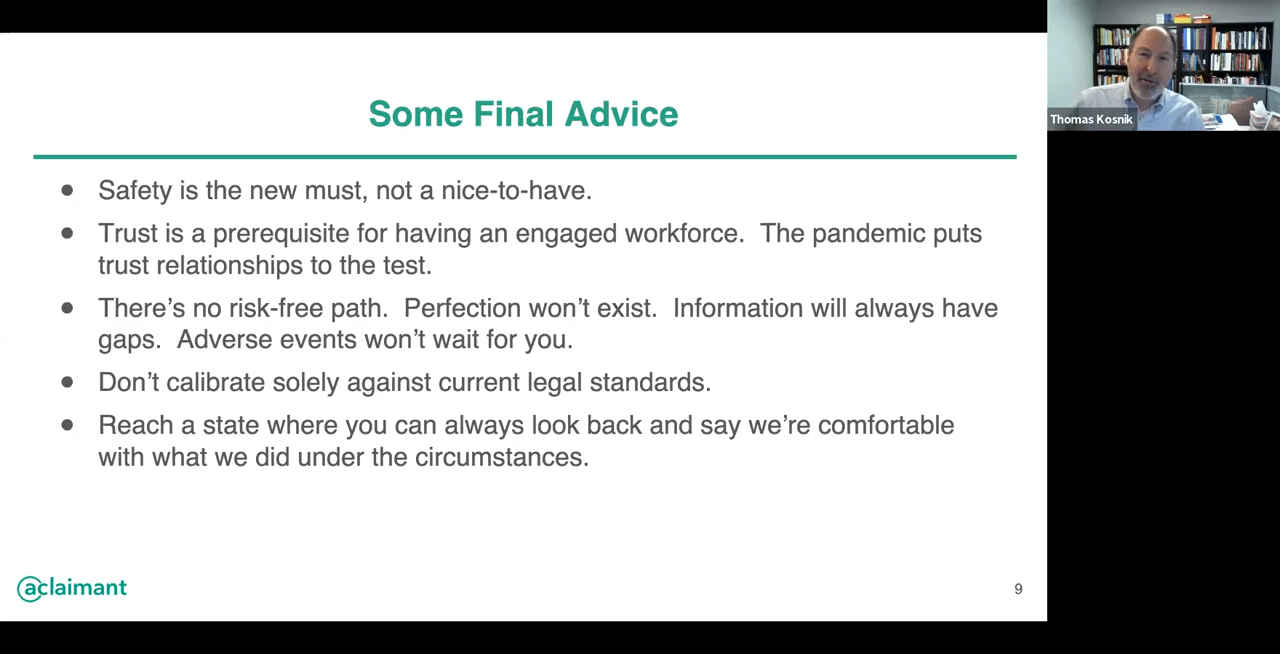 Some Final Advice
● Safety is the new must, not a nice-to-have.
● Trust is a prerequisite for having an engaged workforce.  The pandemic puts
trust relationships to the test.
● There’s no risk-free path.  Perfection won’t exist.  Information will always have
gaps.  Adverse events won’t wait for you.
● Don’t calibrate solely against current legal standards.
● Reach a state where you can always look back and say we’re comfortable
with what we did under the circumstances.
aclaimant
9
Thomas Kosnik